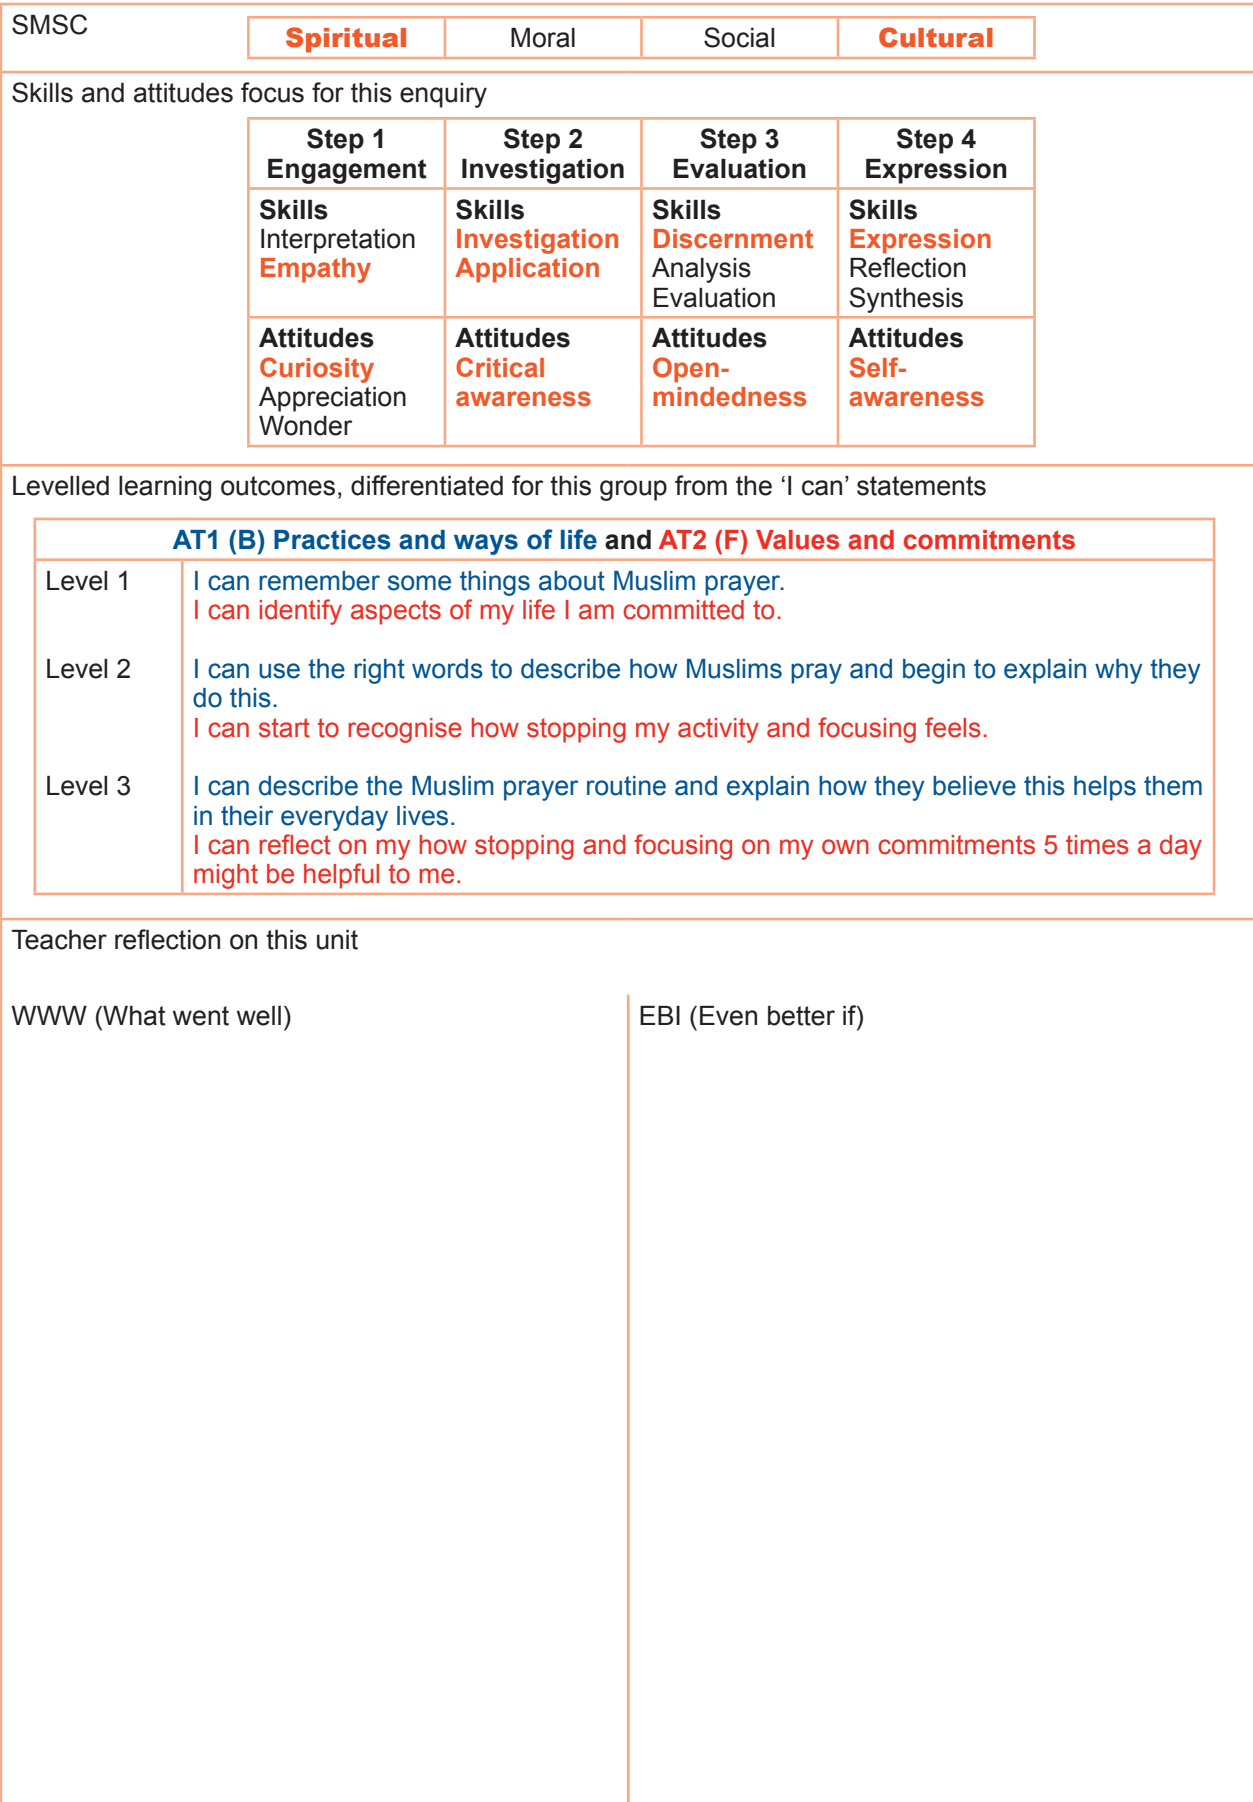 SMSC
Spiritual Moral Social Cultural
Skills and attitudes focus for this enquiry
Step 1 Step 2 Step 3 Step 4
Engagement Investigation Evaluation Expression
Skills Skills Skills Skills
Interpretation Investigation Discernment Expression
Empathy Application Analysis Reflection
Evaluation Synthesis
Attitudes Attitudes Attitudes Attitudes
Curiosity Critical Open- Self-
Appreciation awareness mindedness awareness
Wonder
Levelled learning outcomes, differentiated for this group from the ‘I can’ statements
AT1 (B) Practices and ways of life and AT2 (F) Values and commitments
Level 1 I can remember some things about Muslim prayer.
I can identify aspects of my life I am committed to.
Level 2 I can use the right words to describe how Muslims pray and begin to explain why they
do this.
I can start to recognise how stopping my activity and focusing feels.
Level 3 I can describe the Muslim prayer routine and explain how they believe this helps them
in their everyday lives.
I can reflect on my how stopping and focusing on my own commitments 5 times a day
might be helpful to me.
Teacher reflection on this unit
WWW (What went well) EBI (Even better if)